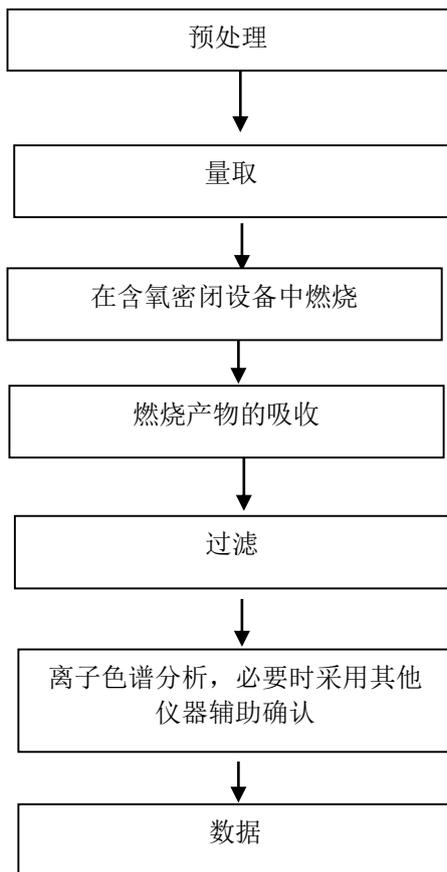 预处理
量取
在含氧密闭设备中燃烧
燃烧产物的吸收
过滤
离子色谱分析，必要时采用其他
仪器辅助确认
数据